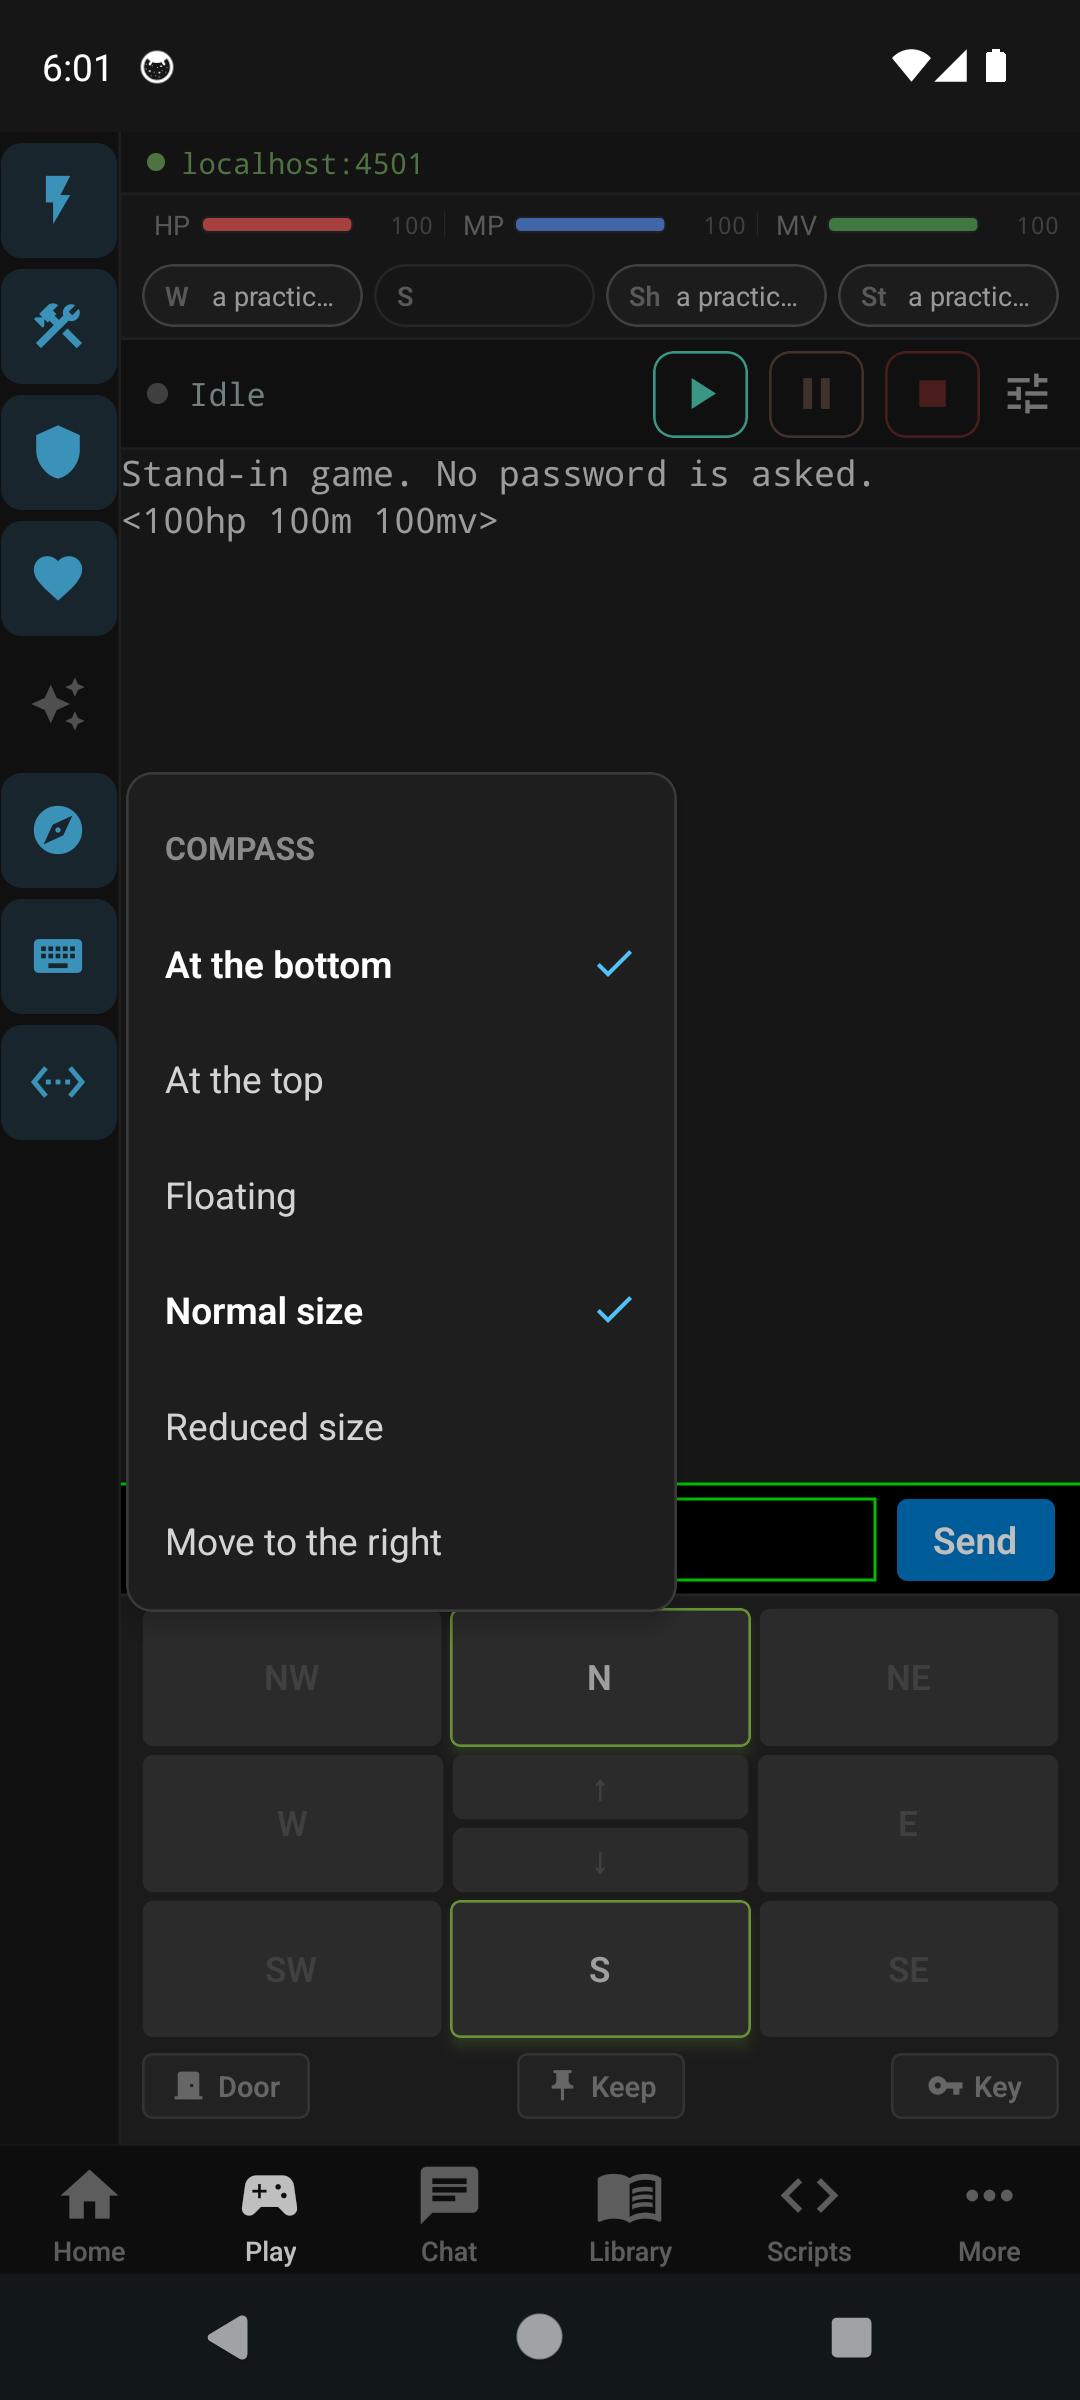 6:01
localhost:4501
HP 100 MP 100 MV 100
W a practic... S Sh a practic... St a practic...
Idle
Stand-in game. No password is asked.
<100hp 100m 100mv>
COMPASS
At the bottom
At the top
Floating
Normal size
Reduced size
Move to the right
Send
NW N NE
W ↑ E
↓
SW S SE
Door Keep Key
Home Play Chat Library Scripts More